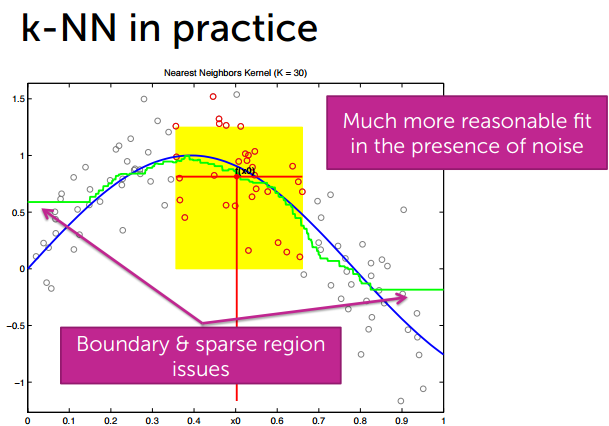 k-NN in practice
Nearest Neighbors Kernel (K = 30)
Much more reasonable fit
in the presence of noise
1.5
1
0.5
0
−0.5
−1
Boundary & sparse region
issues
0 0.1 0.2 0.3 0.4 x0 0.6 0.7 0.8 0.9 1